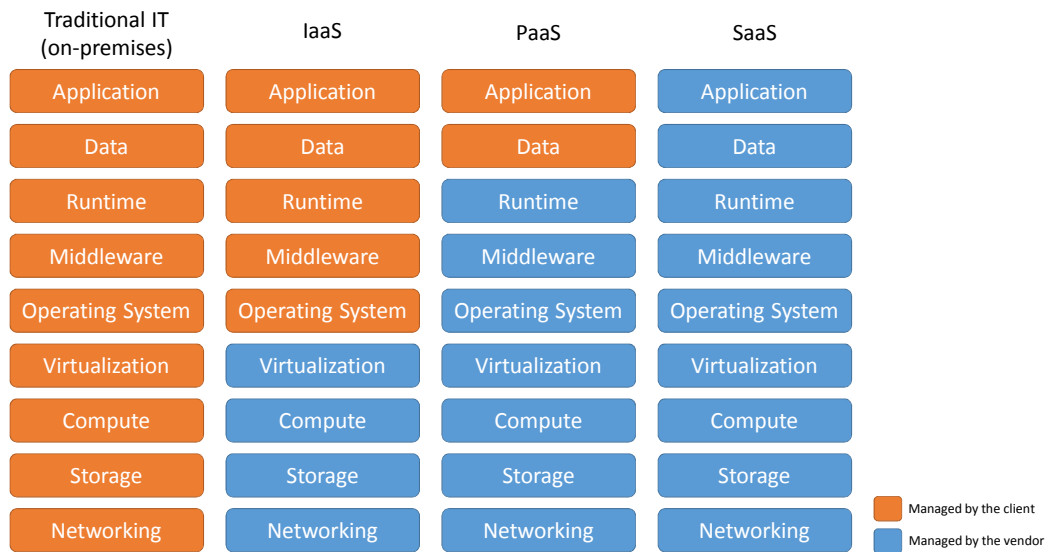 Traditional IT
(on-premises)
IaaS
PaaS
SaaS
Application
Application
Application
Application
Data
Data
Data
Data
Runtime
Runtime
Runtime
Runtime
Middleware
Middleware
Middleware
Middleware
Operating System
Operating System
Operating System
Operating System
Virtualization
Virtualization
Virtualization
Virtualization
Compute
Compute
Compute
Compute
Storage
Storage
Storage
Storage
Networking
Networking
Networking
Networking
Managed by the client
Managed by the vendor